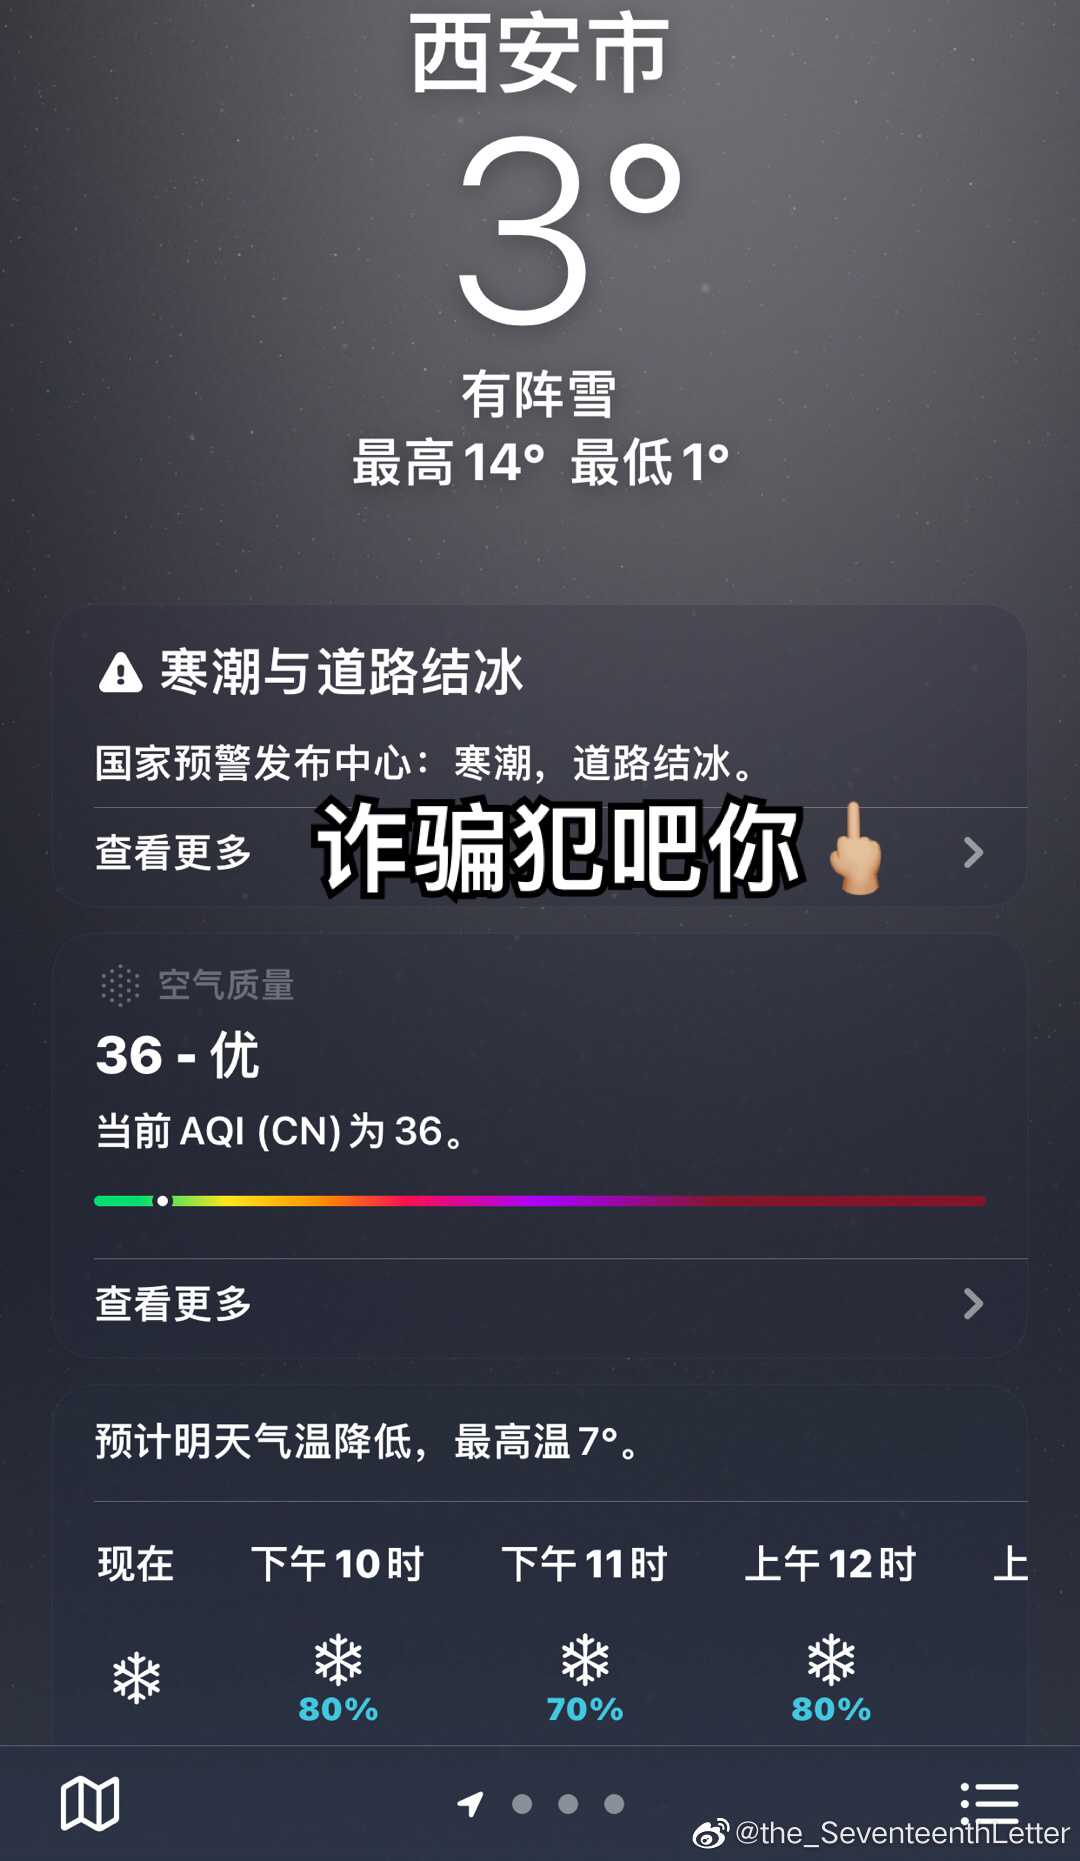 西安市
3°
有阵雪
最高14° 最低1°
寒潮与道路结冰
国家预警发布中心：寒潮，道路结冰。
查看更多
诈骗犯吧你🖕🏼
空气质量
36 - 优
当前 AQI (CN) 为 36。
查看更多
预计明天气温降低，最高温 7°。
现在 下午10时 下午11时 上午12时 上
80% 70% 80%
@the_SeventeenthLetter